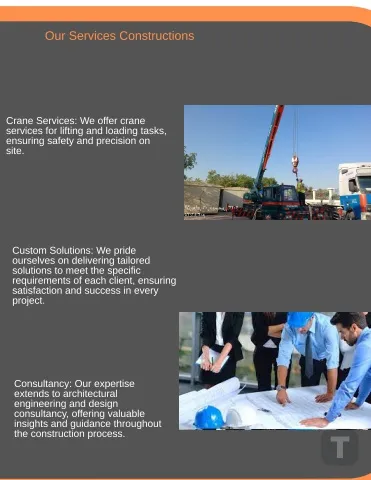 Our Services Constructions
Crane Services: We offer crane
services for lifting and loading tasks,
ensuring safety and precision on
site.
Custom Solutions: We pride
ourselves on delivering tailored
solutions to meet the specific
requirements of each client, ensuring
satisfaction and success in every
project.
Consultancy: Our expertise
extends to architectural
engineering and design
consultancy, offering valuable
insights and guidance throughout
the construction process.
T